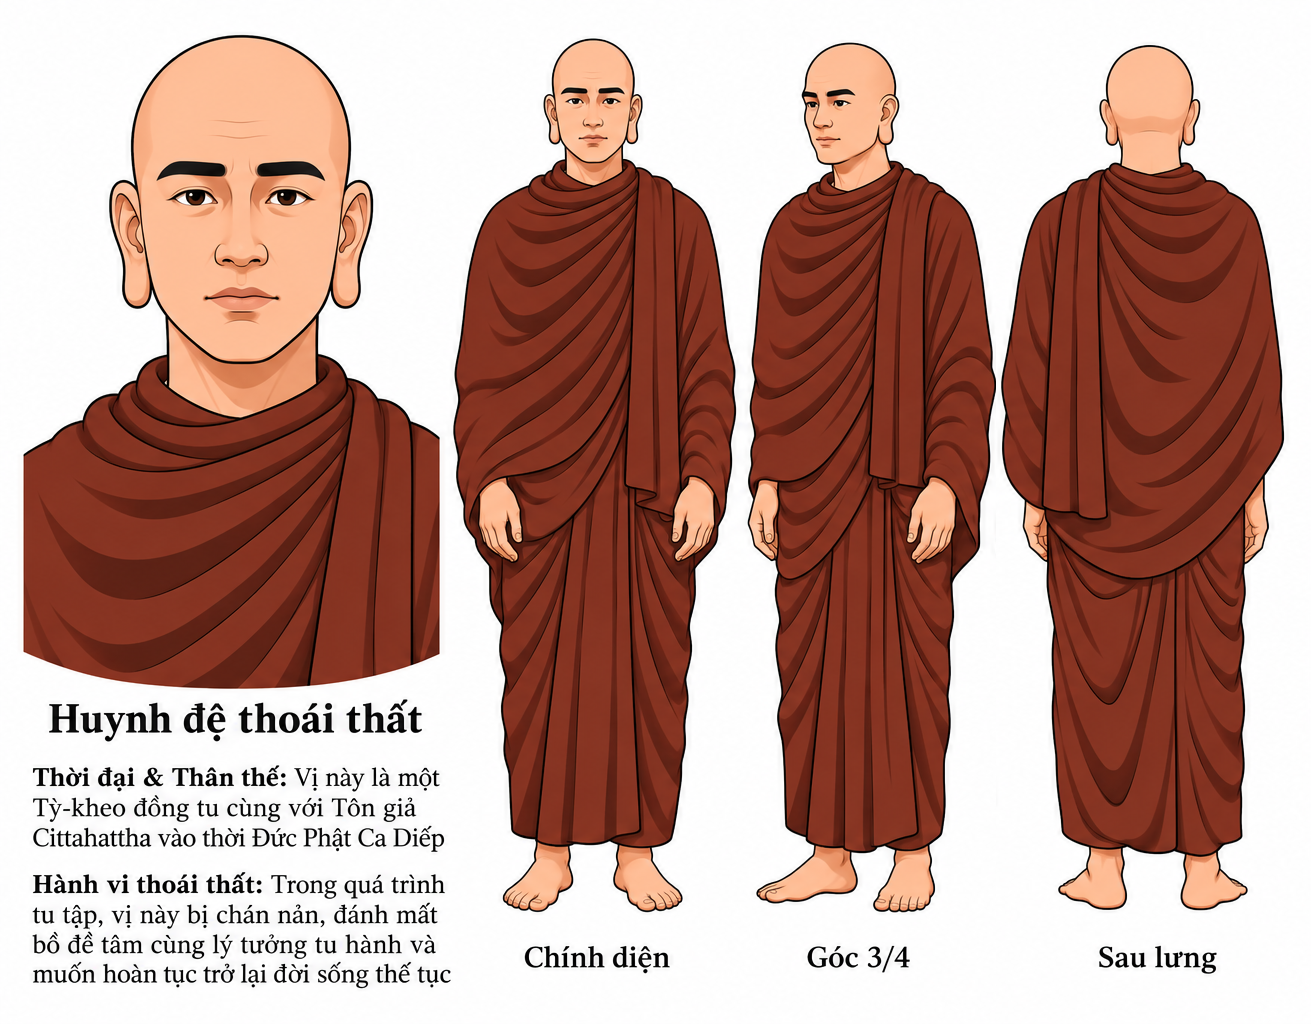 Huynh đệ thoái thất
Thời đại & Thân thế: Vị này là một
Tỳ-kheo đồng tu cùng với Tôn giả
Cittahattha vào thời Đức Phật Ca Diếp
Hành vi thoái thất: Trong quá trình
tu tập, vị này bị chán nản, đánh mất
bồ đề tâm cùng lý tưởng tu hành và
muốn hoàn tục trở lại đời sống thế tục
Chính diện
Góc 3/4
Sau lưng